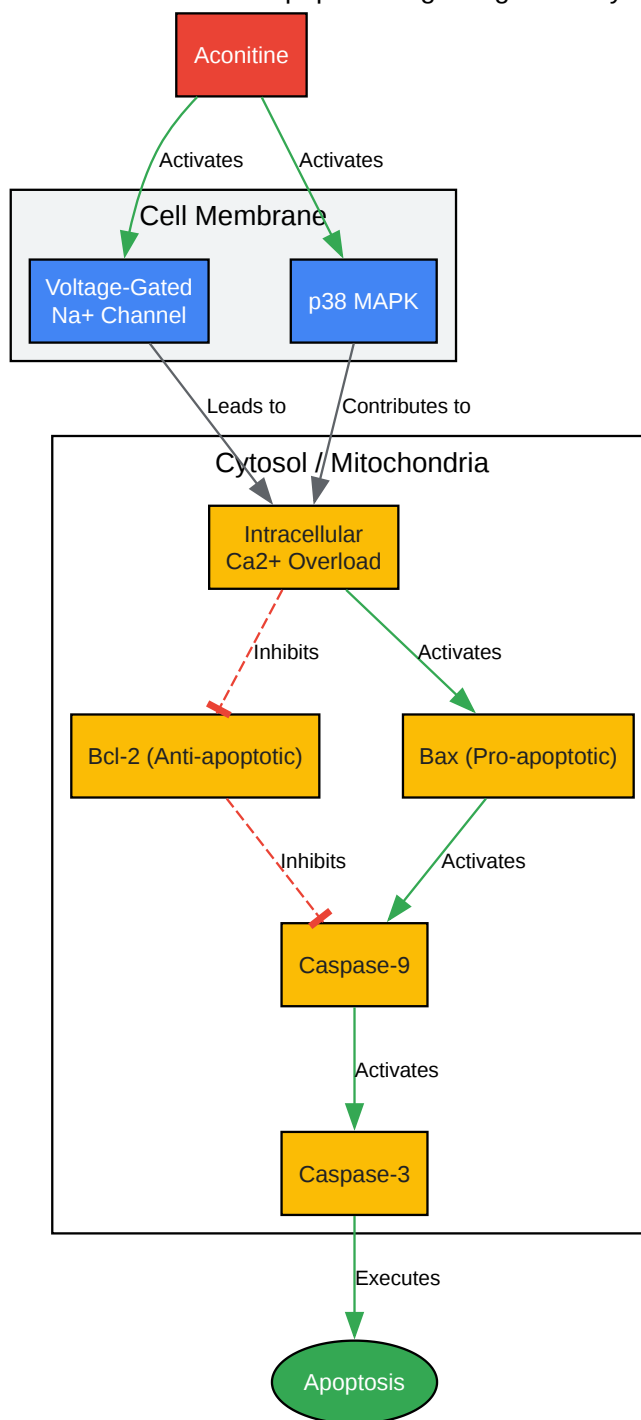 Aconitine
Activates
Activates
Cell Membrane
Voltage-Gated
Na+ Channel
p38 MAPK
Leads to
Contributes to
Cytosol / Mitochondria
Intracellular
Ca2+ Overload
Inhibits
Activates
Bcl-2 (Anti-apoptotic)
Bax (Pro-apoptotic)
Inhibits
Activates
Caspase-9
Activates
Caspase-3
Executes
Apoptosis